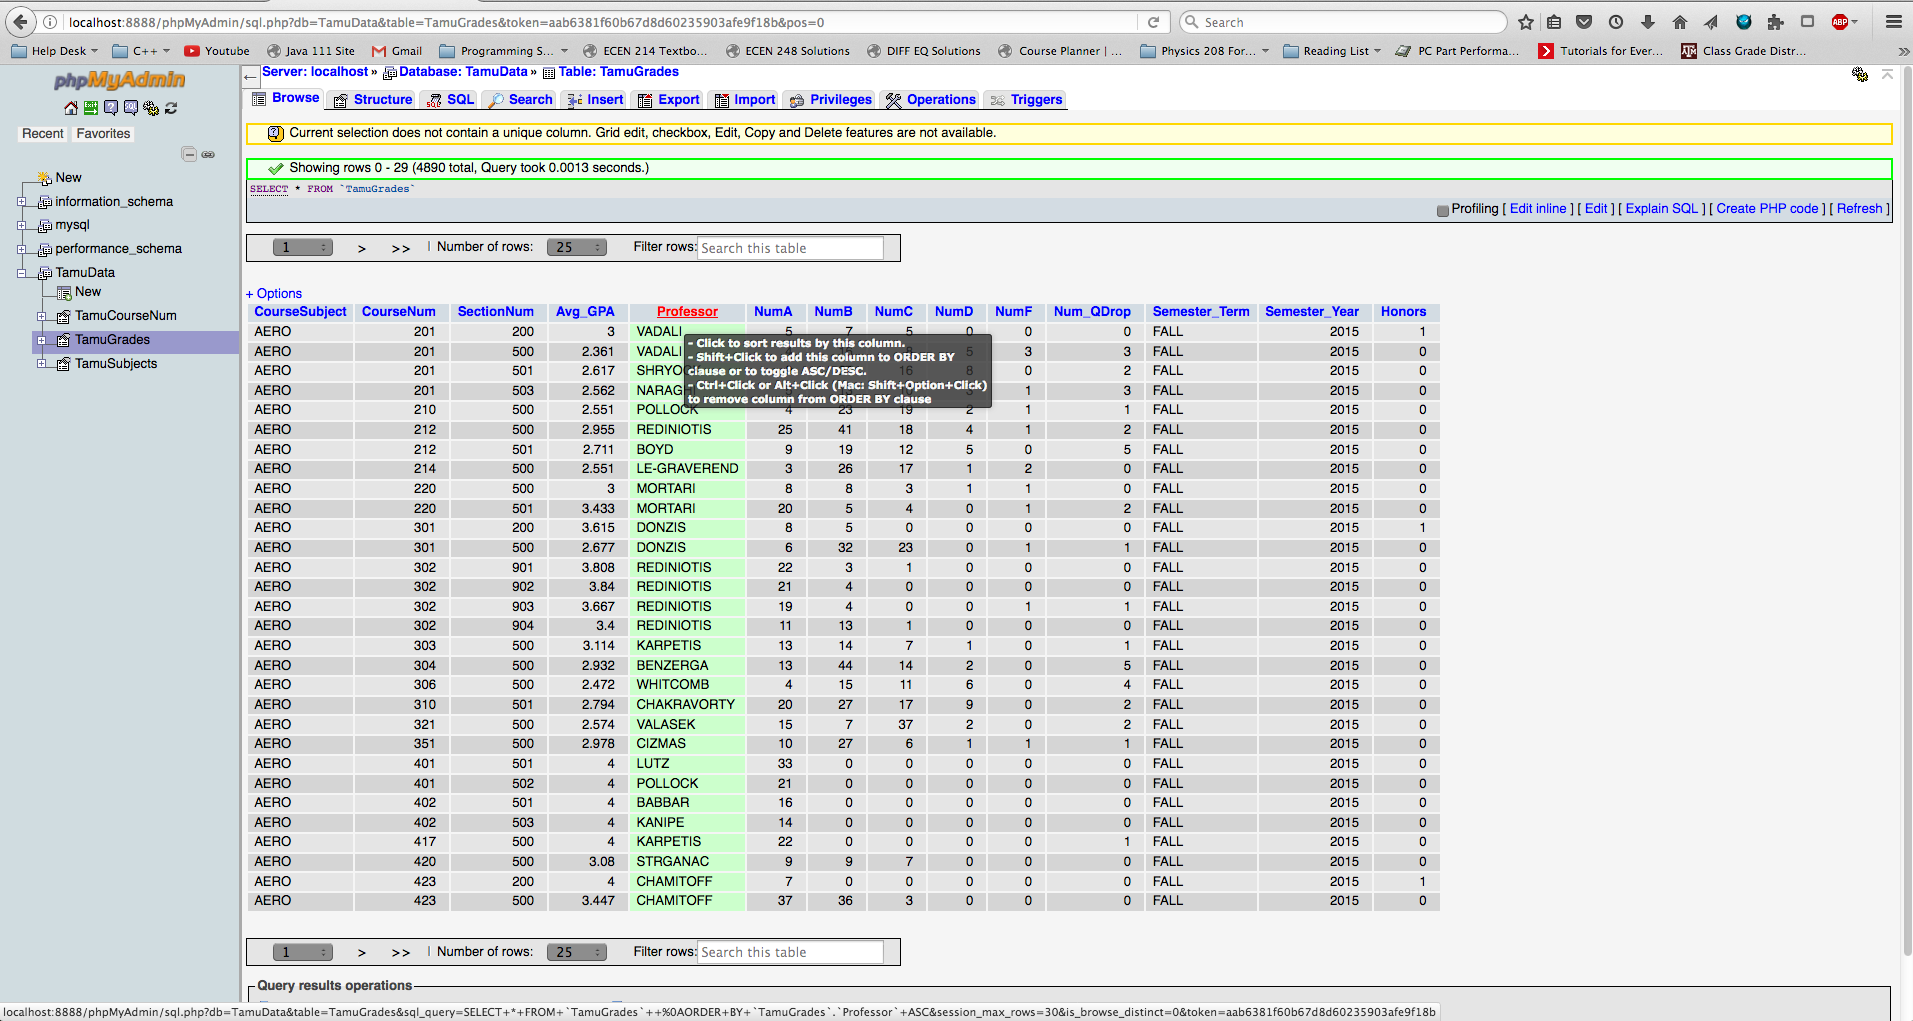 localhost:8888/phpMyAdmin/sql.php?db=TamuData&table=TamuGrades&token=aab6381f60b67d8d60235903afe9f18b&pos=0
Search
ABP
Help Desk C++ Youtube Java 111 Site Gmail Programming S... ECEN 214 Textbo... ECEN 248 Solutions DIFF EQ Solutions Course Planner | ... Physics 208 For... Reading List PC Part Performa... Tutorials for Ever... Class Grade Distr...
phpMyAdmin
Recent Favorites
New
information_schema
mysql
performance_schema
TamuData
New
TamuCourseNum
TamuGrades
TamuSubjects
Server: localhost » Database: TamuData » Table: TamuGrades
Browse Structure SQL Search Insert Export Import Privileges Operations Triggers
Current selection does not contain a unique column. Grid edit, checkbox, Edit, Copy and Delete features are not available.
Showing rows 0 - 29 (4890 total, Query took 0.0013 seconds.)
SELECT * FROM `TamuGrades`
Profiling [ Edit inline ] [ Edit ] [ Explain SQL ] [ Create PHP code ] [ Refresh ]
1 > >> | Number of rows: 25 Filter rows: Search this table
+ Options
CourseSubject CourseNum SectionNum Avg_GPA Professor NumA NumB NumC NumD NumF Num_QDrop Semester_Term Semester_Year Honors
AERO 201 200 3 VADALI 5 7 5 0 0 0 FALL 2015 1
AERO 201 500 2.361 VADALI 5 3 3 FALL 2015 0
AERO 201 501 2.617 16 8 0 2 FALL 2015 0
AERO 201 503 2.562 1 3 FALL 2015 0
- Click to sort results by this column.
- Shift+Click to add this column to ORDER BY
clause or to toggle ASC/DESC.
- Ctrl+Click or Alt+Click (Mac: Shift+Option+Click)
to remove column from ORDER BY clause
AERO 210 500 2.551 POLLOCK 4 23 19 2 1 1 FALL 2015 0
AERO 212 500 2.955 REDINIOTIS 25 41 18 4 1 2 FALL 2015 0
AERO 212 501 2.711 BOYD 9 19 12 5 0 5 FALL 2015 0
AERO 214 500 2.551 LE-GRAVEREND 3 26 17 1 2 0 FALL 2015 0
AERO 220 500 3 MORTARI 8 8 3 1 1 0 FALL 2015 0
AERO 220 501 3.433 MORTARI 20 5 4 0 1 2 FALL 2015 0
AERO 301 200 3.615 DONZIS 8 5 0 0 0 0 FALL 2015 1
AERO 301 500 2.677 DONZIS 6 32 23 0 1 1 FALL 2015 0
AERO 302 901 3.808 REDINIOTIS 22 3 1 0 0 0 FALL 2015 0
AERO 302 902 3.84 REDINIOTIS 21 4 0 0 0 0 FALL 2015 0
AERO 302 903 3.667 REDINIOTIS 19 4 0 0 1 1 FALL 2015 0
AERO 302 904 3.4 REDINIOTIS 11 13 1 0 0 0 FALL 2015 0
AERO 303 500 3.114 KARPETIS 13 14 7 1 0 1 FALL 2015 0
AERO 304 500 2.932 BENZERGA 13 44 14 2 0 5 FALL 2015 0
AERO 306 500 2.472 WHITCOMB 4 15 11 6 0 4 FALL 2015 0
AERO 310 501 2.794 CHAKRAVORTY 20 27 17 9 0 2 FALL 2015 0
AERO 321 500 2.574 VALASEK 15 7 37 2 0 2 FALL 2015 0
AERO 351 500 2.978 CIZMAS 10 27 6 1 1 1 FALL 2015 0
AERO 401 501 4 LUTZ 33 0 0 0 0 0 FALL 2015 0
AERO 401 502 4 POLLOCK 21 0 0 0 0 0 FALL 2015 0
AERO 402 501 4 BABBAR 16 0 0 0 0 0 FALL 2015 0
AERO 402 503 4 KANIPE 14 0 0 0 0 0 FALL 2015 0
AERO 417 500 4 KARPETIS 22 0 0 0 0 1 FALL 2015 0
AERO 420 500 3.08 STRGANAC 9 9 7 0 0 0 FALL 2015 0
AERO 423 200 4 CHAMITOFF 7 0 0 0 0 0 FALL 2015 1
AERO 423 500 3.447 CHAMITOFF 37 36 3 0 0 0 FALL 2015 0
1 > >> | Number of rows: 25 Filter rows: Search this table
Query results operations
localhost:8888/phpMyAdmin/sql.php?db=TamuData&table=TamuGrades&sql_query=SELECT+*+FROM+`TamuGrades`++%0AORDER+BY+`TamuGrades`.`Professor`+ASC&session_max_rows=30&is_browse_distinct=0&token=aab6381f60b67d8d60235903afe9f18b